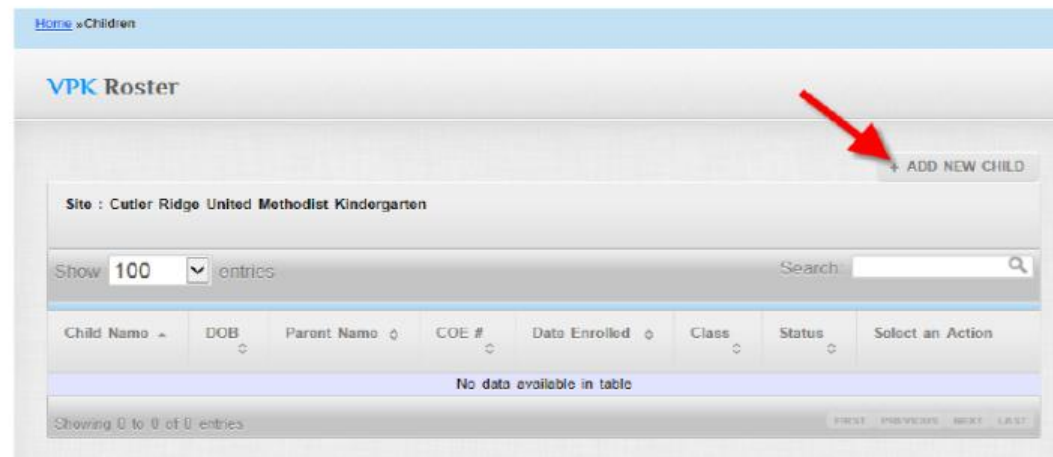 Home »Children
VPK Roster
+ ADD NEW CHILD
Site : Cutler Ridge United Methodist Kindergarten
Show 100 entries Search:
Child Name DOB Parent Name COE # Date Enrolled Class Status Select an Action
No data available in table
Showing 0 to 0 of 0 entries FIRST PREVIOUS NEXT LAST